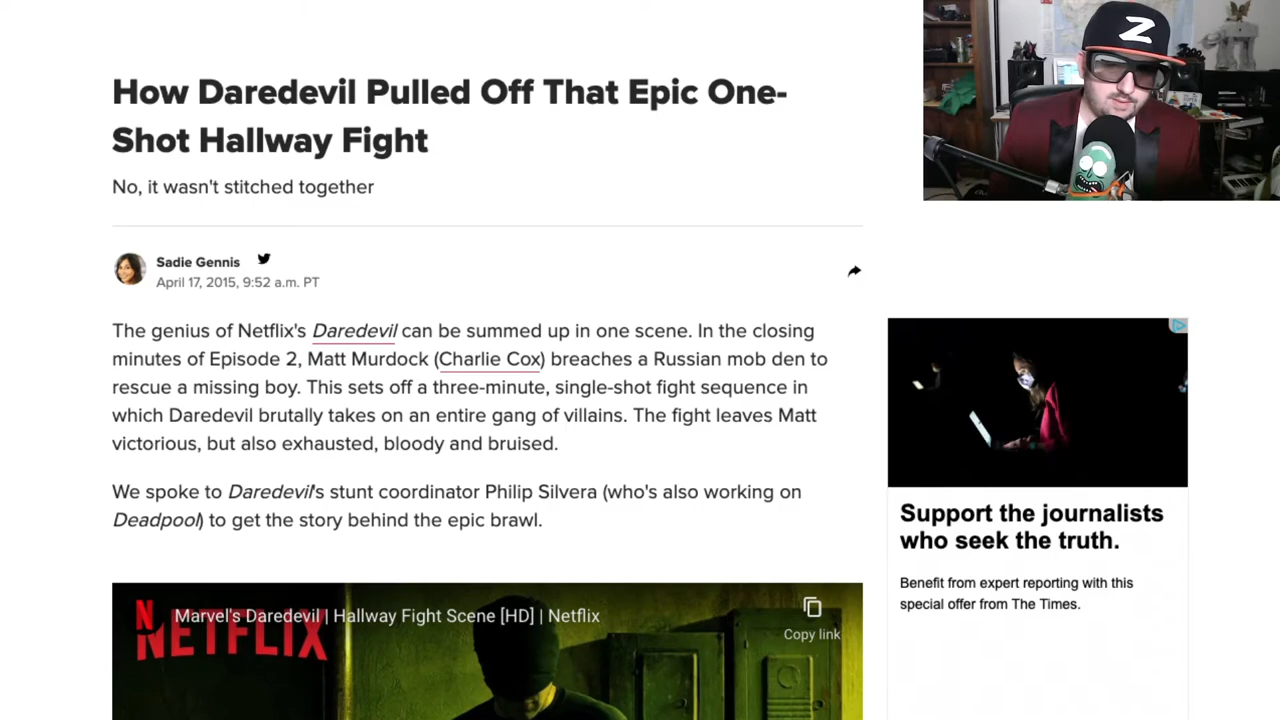 How Daredevil Pulled Off That Epic One-
Shot Hallway Fight
No, it wasn't stitched together
Sadie Gennis
April 17, 2015, 9:52 a.m. PT
The genius of Netflix's Daredevil can be summed up in one scene. In the closing
minutes of Episode 2, Matt Murdock (Charlie Cox) breaches a Russian mob den to
rescue a missing boy. This sets off a three-minute, single-shot fight sequence in
which Daredevil brutally takes on an entire gang of villains. The fight leaves Matt
victorious, but also exhausted, bloody and bruised.
We spoke to Daredevil's stunt coordinator Philip Silvera (who's also working on
Deadpool) to get the story behind the epic brawl.
N
Marvel's Daredevil | Hallway Fight Scene [HD] | Netflix
NETFLIX
Copy link
Z
Support the journalists
who seek the truth.
Benefit from expert reporting with this
special offer from The Times.